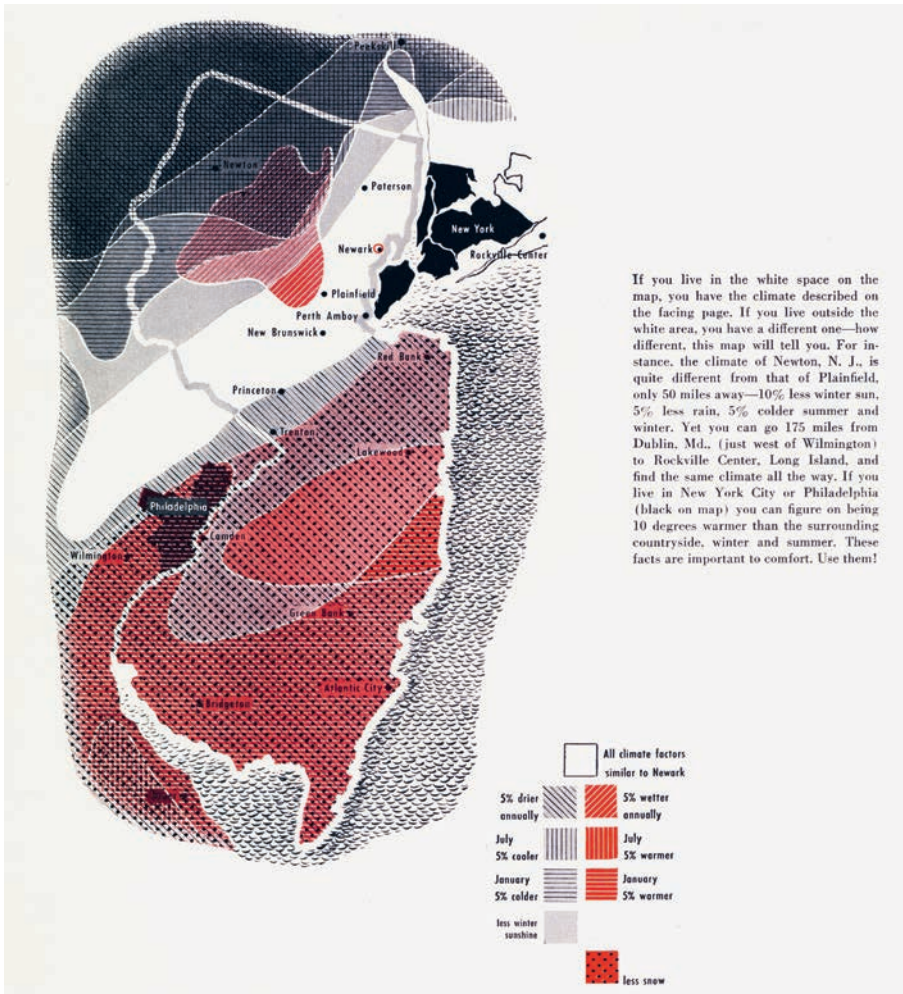 Peekskill
Newton
Paterson
New York
Newark
Rockville Center
Plainfield
Perth Amboy
New Brunswick
Red Bank
Princeton
Trenton
Lakewood
Philadelphia
Camden
Wilmington
Green Bank
Atlantic City
Bridgeton
If you live in the white space on the
map, you have the climate described on
the facing page. If you live outside the
white area, you have a different one—how
different, this map will tell you. For in-
stance, the climate of Newton, N. J., is
quite different from that of Plainfield,
only 50 miles away—10% less winter sun,
5% less rain, 5% colder summer and
winter. Yet you can go 175 miles from
Dublin, Md., (just west of Wilmington)
to Rockville Center, Long Island, and
find the same climate all the way. If you
live in New York City or Philadelphia
(black on map) you can figure on being
10 degrees warmer than the surrounding
countryside, winter and summer. These
facts are important to comfort. Use them!
All climate factors
similar to Newark
5% drier
annually
5% wetter
annually
July
5% cooler
July
5% warmer
January
5% colder
January
5% warmer
less winter
sunshine
less snow